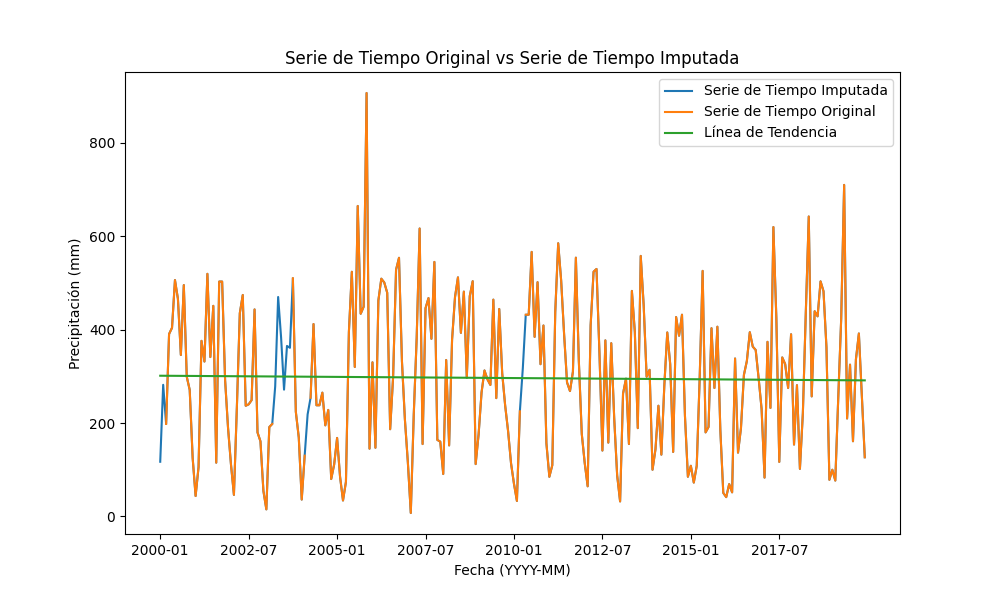 Serie de Tiempo Original vs Serie de Tiempo Imputada
Serie de Tiempo Imputada
Serie de Tiempo Original
Línea de Tendencia
Precipitación (mm)
800
600
400
200
0
2000-01 2002-07 2005-01 2007-07 2010-01 2012-07 2015-01 2017-07
Fecha (YYYY-MM)